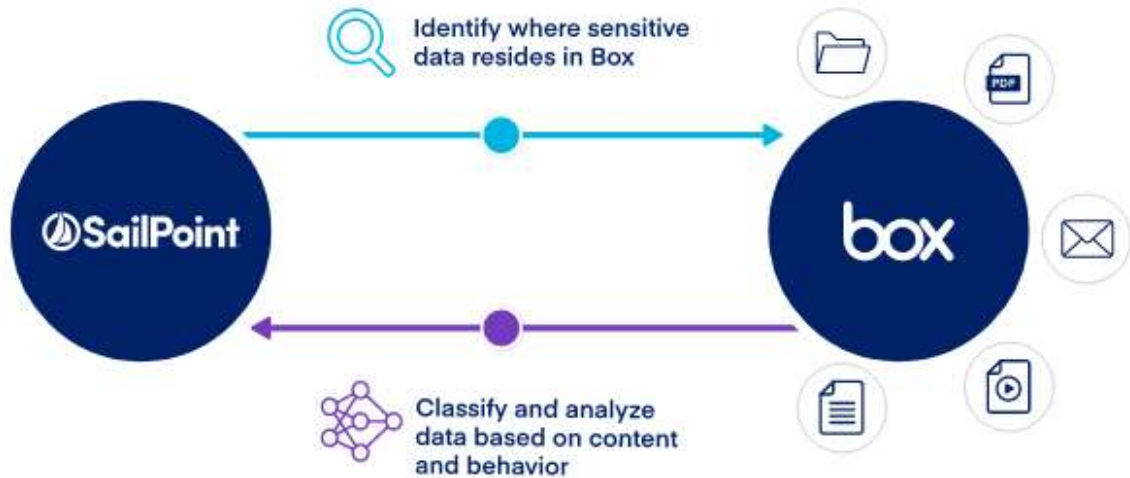 Identify where sensitive
data resides in Box
PDF
SailPoint
box
Classify and analyze
data based on content
and behavior